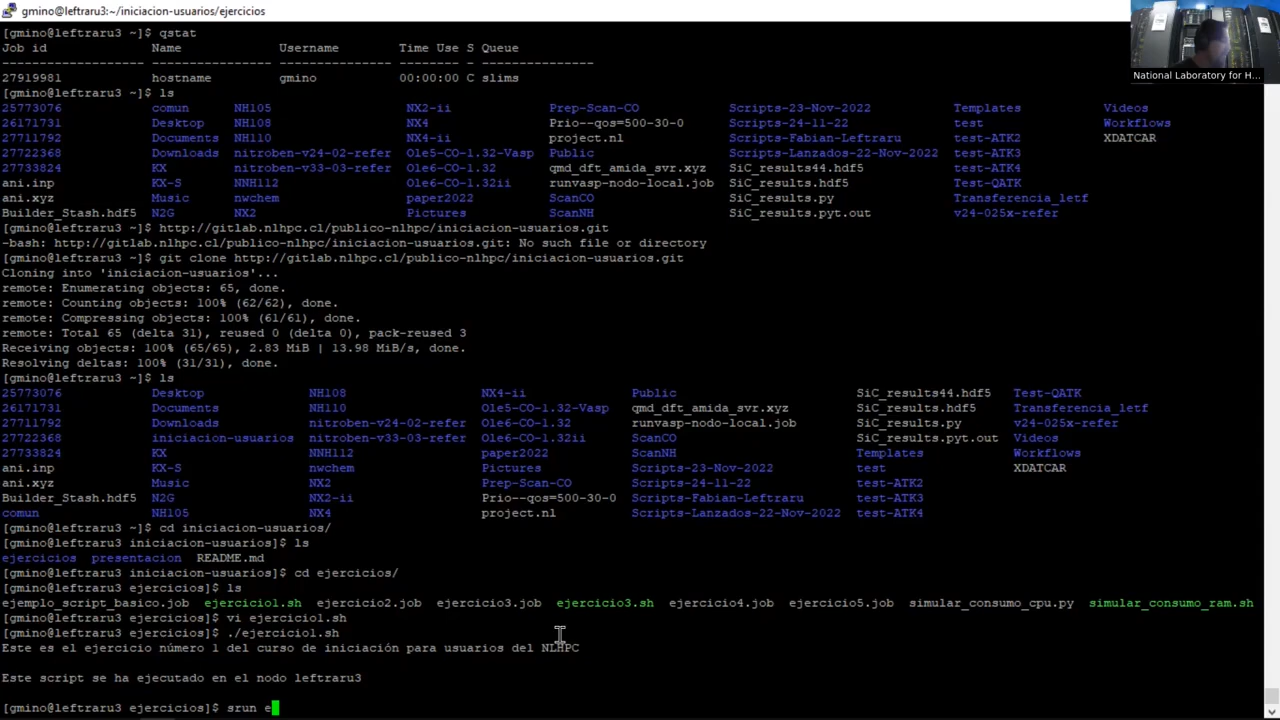 gmino@leftraru3:~/iniciacion-usuarios/ejercicios
National Laboratory for H...
[gmino@leftraru3 ~]$ qstat
Job id Name Username Time Use S Queue
--------------------- ---------------- ---------------- -------- - ---------------
27919981 hostname gmino 00:00:00 C slims
[gmino@leftraru3 ~]$ ls
25773076 comun NH105 NX2-ii Prep-Scan-CO Scripts-23-Nov-2022 Templates Videos
26171731 Desktop NH108 NX4 Prio--qos=500-30-0 Scripts-24-11-22 test Workflows
27711792 Documents NH110 NX4-ii project.nl Scripts-Fabian-Leftraru test-ATK2 XDATCAR
27722368 Downloads nitroben-v24-02-refer Ole5-CO-1.32-Vasp Public Scripts-Lanzados-22-Nov-2022 test-ATK3
27733824 KX nitroben-v33-03-refer Ole6-CO-1.32 qmd_dft_amida_svr.xyz SiC_results44.hdf5 test-ATK4
ani.inp KX-S NNH112 Ole6-CO-1.32ii runvasp-nodo-local.job SiC_results.hdf5 Test-QATK
ani.xyz Music nwchem paper2022 ScanCO SiC_results.py Transferencia_letf
Builder_Stash.hdf5 N2G NX2 Pictures ScanNH SiC_results.pyt.out v24-025x-refer
[gmino@leftraru3 ~]$ http://gitlab.nlhpc.cl/publico-nlhpc/iniciacion-usuarios.git
-bash: http://gitlab.nlhpc.cl/publico-nlhpc/iniciacion-usuarios.git: No such file or directory
[gmino@leftraru3 ~]$ git clone http://gitlab.nlhpc.cl/publico-nlhpc/iniciacion-usuarios.git
Cloning into 'iniciacion-usuarios'...
remote: Enumerating objects: 65, done.
remote: Counting objects: 100% (62/62), done.
remote: Compressing objects: 100% (61/61), done.
remote: Total 65 (delta 31), reused 0 (delta 0), pack-reused 3
Receiving objects: 100% (65/65), 2.83 MiB | 13.98 MiB/s, done.
Resolving deltas: 100% (31/31), done.
[gmino@leftraru3 ~]$ ls
25773076 Desktop NH108 NX4-ii Public SiC_results44.hdf5 Test-QATK
26171731 Documents NH110 Ole5-CO-1.32-Vasp qmd_dft_amida_svr.xyz SiC_results.hdf5 Transferencia_letf
27711792 Downloads nitroben-v24-02-refer Ole6-CO-1.32 runvasp-nodo-local.job SiC_results.py v24-025x-refer
27722368 iniciacion-usuarios nitroben-v33-03-refer Ole6-CO-1.32ii ScanCO SiC_results.pyt.out Videos
27733824 KX NNH112 paper2022 ScanNH Templates Workflows
ani.inp KX-S nwchem Pictures Scripts-23-Nov-2022 test XDATCAR
ani.xyz Music NX2 Prep-Scan-CO Scripts-24-11-22 test-ATK2
Builder_Stash.hdf5 N2G NX2-ii Prio--qos=500-30-0 Scripts-Fabian-Leftraru test-ATK3
comun NH105 NX4 project.nl Scripts-Lanzados-22-Nov-2022 test-ATK4
[gmino@leftraru3 ~]$ cd iniciacion-usuarios/
[gmino@leftraru3 iniciacion-usuarios]$ ls
ejercicios presentacion README.md
[gmino@leftraru3 iniciacion-usuarios]$ cd ejercicios/
[gmino@leftraru3 ejercicios]$ ls
ejemplo_script_basico.job ejercicio1.sh ejercicio2.job ejercicio3.job ejercicio3.sh ejercicio4.job ejercicio5.job simular_consumo_cpu.py simular_consumo_ram.sh
[gmino@leftraru3 ejercicios]$ vi ejercicio1.sh
[gmino@leftraru3 ejercicios]$ ./ejercicio1.sh
Este es el ejercicio número 1 del curso de iniciación para usuarios del NLHPC
Este script se ha ejecutado en el nodo leftraru3
[gmino@leftraru3 ejercicios]$ srun e